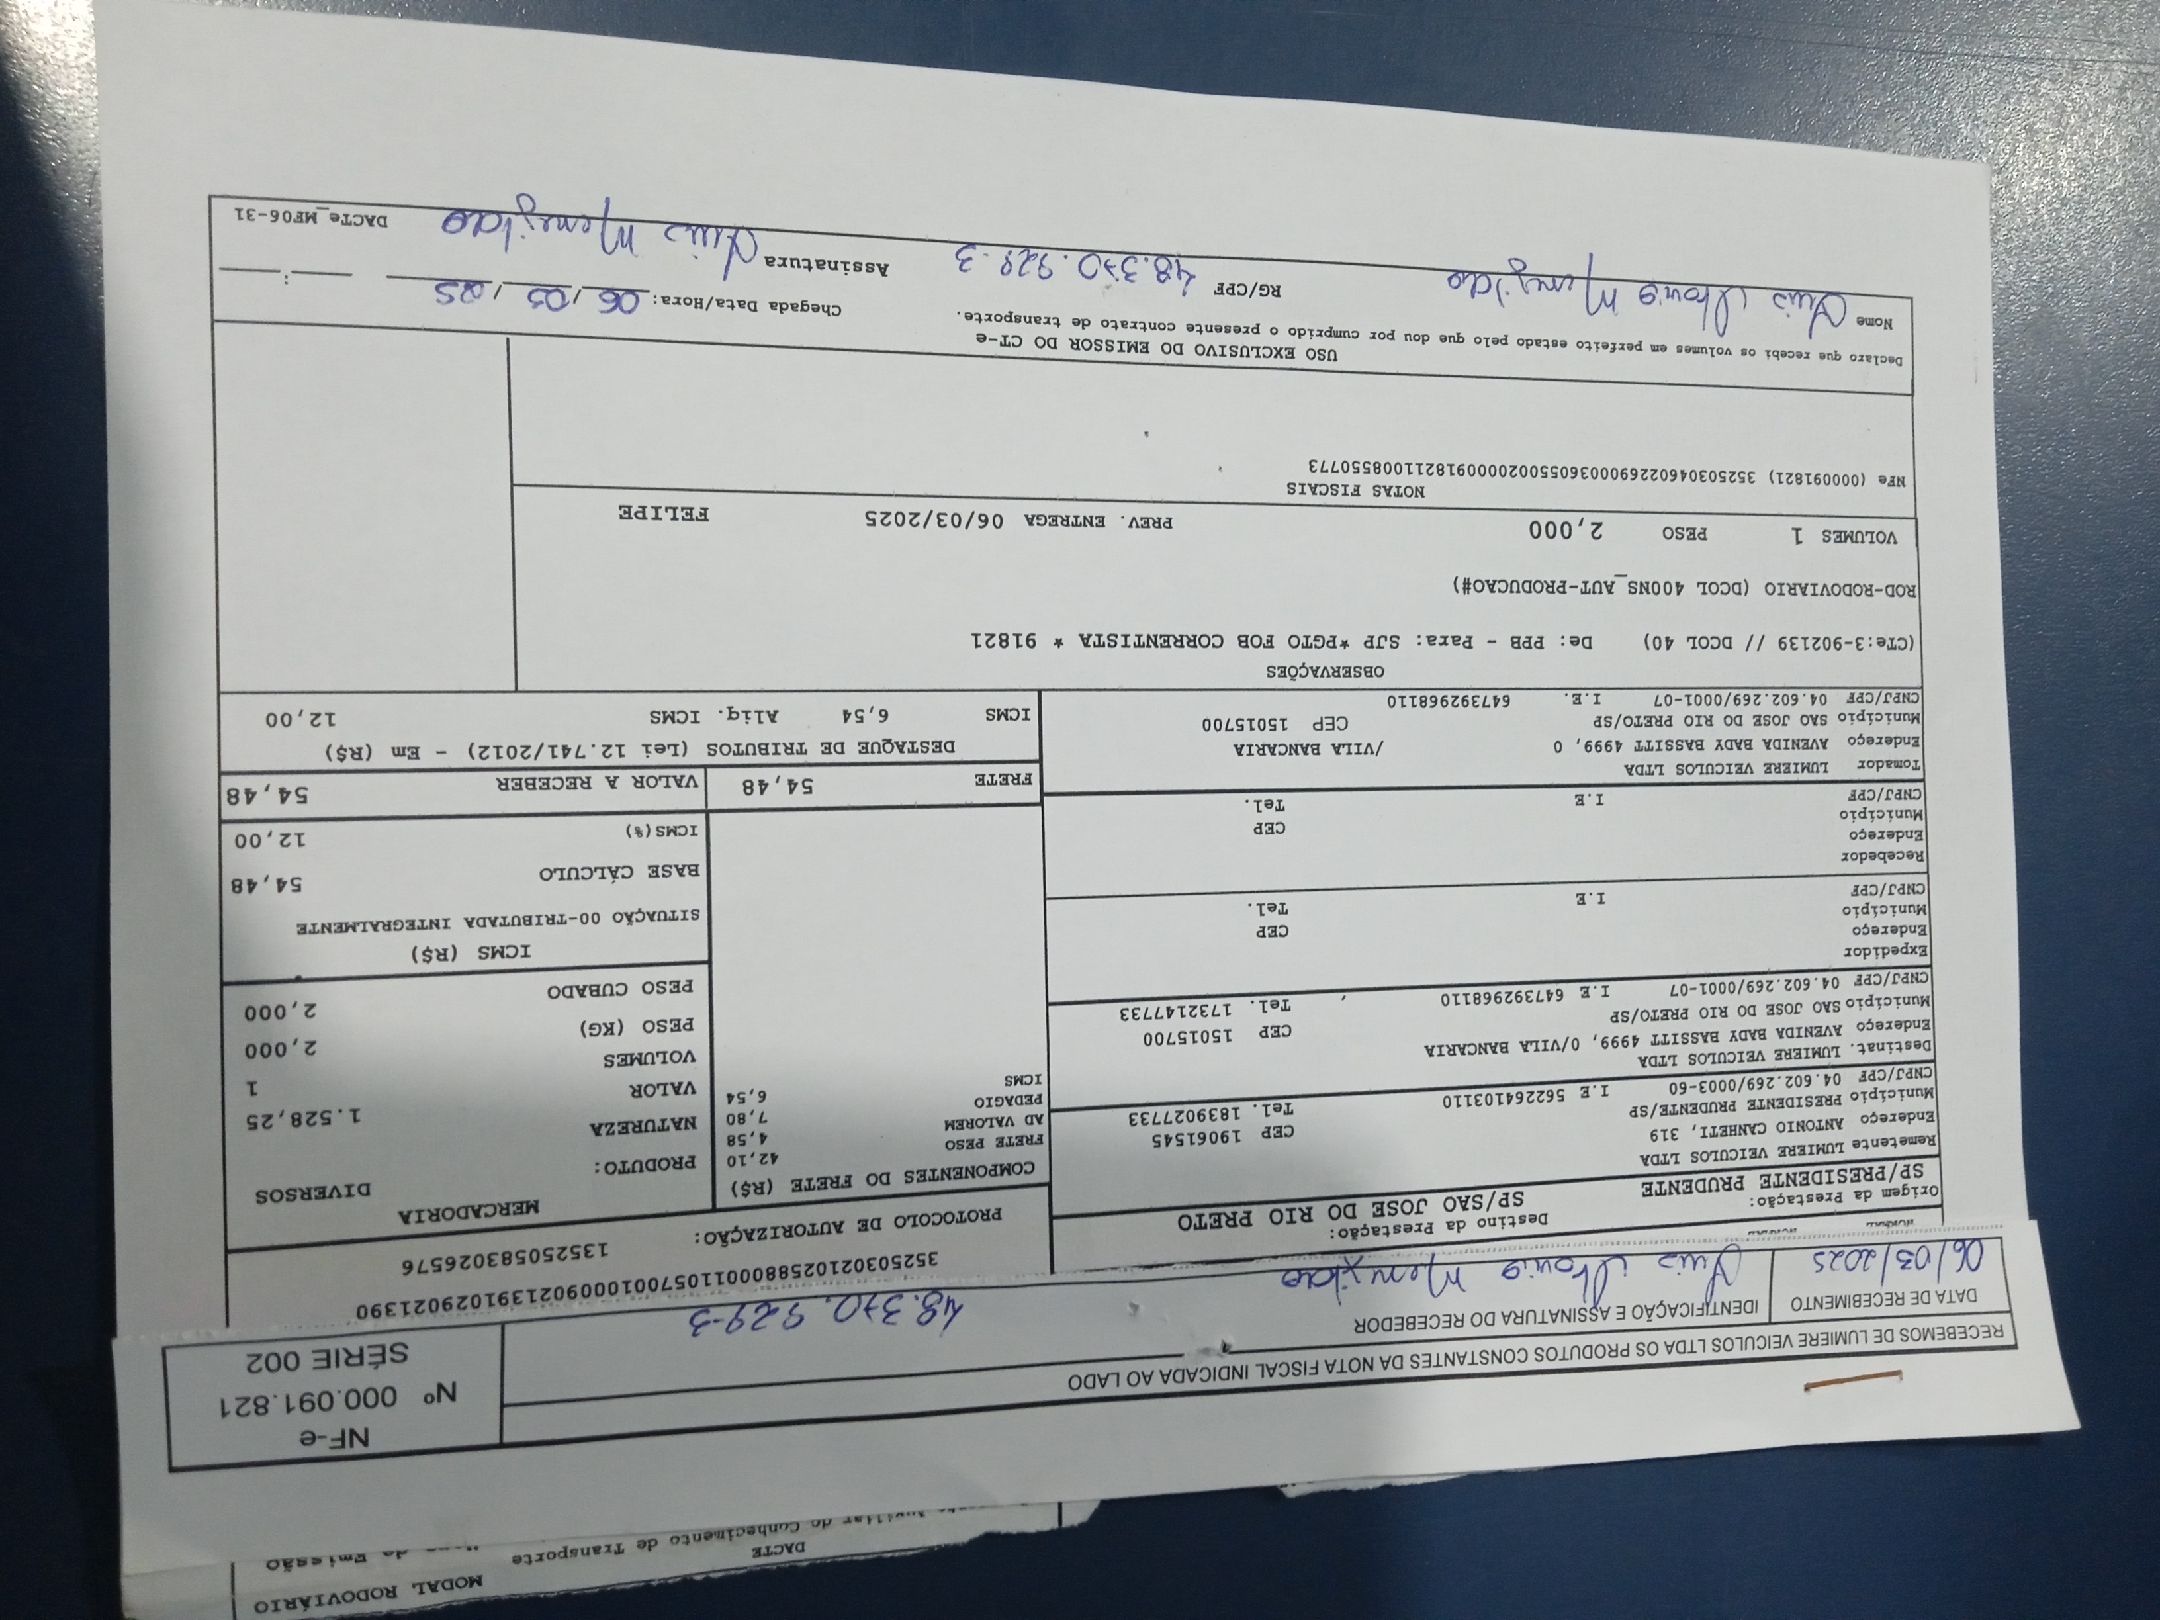 MODAL RODOVIÁRIO
DACTE
Conhecimento de Transporte
NF-e
Nº 000.091.821
SÉRIE 002
RECEBEMOS DE LUMIERE VEICULOS LTDA OS PRODUTOS CONSTANTES DA NOTA FISCAL INDICADA AO LADO
DATA DE RECEBIMENTO
IDENTIFICAÇÃO E ASSINATURA DO RECEBEDOR
06/03/2025
48.370.929-3
35250302102588000110570010009021391029021390
PROTOCOLO DE AUTORIZAÇÃO: 135250583026576
Origem da Prestação:
SP/PRESIDENTE PRUDENTE
Destino da Prestação:
SP/SAO JOSE DO RIO PRETO
Remetente LUMIERE VEICULOS LTDA
Endereço ANTONIO CANHETI, 319 CEP 19061545
Município PRESIDENTE PRUDENTE/SP Tel. 1839027733
CNPJ/CPF 04.602.269/0003-60 I.E 562264103110
Destinat. LUMIERE VEICULOS LTDA
Endereço AVENIDA BADY BASSITT 4999, 0/VILA BANCARIA
Município SAO JOSE DO RIO PRETO/SP CEP 15015700
CNPJ/CPF 04.602.269/0001-07 I.E 647392968110 Tel. 1732147733
Expedidor
Endereço
Município CEP
CNPJ/CPF I.E Tel.
Recebedor
Endereço
Município CEP
CNPJ/CPF I.E Tel.
Tomador LUMIERE VEICULOS LTDA
Endereço AVENIDA BADY BASSITT 4999, 0 /VILA BANCARIA
Município SAO JOSE DO RIO PRETO/SP CEP 15015700
CNPJ/CPF 04.602.269/0001-07 I.E. 647392968110
COMPONENTES DO FRETE (R$)
FRETE PESO 42,10
AD VALOREM 4,58
PEDAGIO 7,80
ICMS 6,54
MERCADORIA
PRODUTO: DIVERSOS
NATUREZA
VALOR 1.528,25
VOLUMES 1
PESO (KG) 2,000
PESO CUBADO 2,000
ICMS (R$)
SITUAÇÃO 00-TRIBUTADA INTEGRALMENTE
BASE CÁLCULO 54,48
ICMS(%) 12,00
FRETE 54,48 VALOR A RECEBER 54,48
DESTAQUE DE TRIBUTOS (Lei 12.741/2012) - Em (R$)
ICMS 6,54 Aliq. ICMS 12,00
OBSERVAÇÕES
(CTe:3-902139 // DCOL 40) De: PPB - Para: SJP *PGTO FOB CORRENTISTA * 91821
ROD-RODOVIARIO (DCOL 400NS_AUT-PRODUCAO#)
VOLUMES 1 PESO 2,000 PREV. ENTREGA 06/03/2025 FELIPE
NOTAS FISCAIS
NFe (000091821) 35250304602269000360550020000918211008550773
USO EXCLUSIVO DO EMISSOR DO CT-e
Declaro que recebi os volumes em perfeito estado pelo que dou por cumprido o presente contrato de transporte.
Chegada Data/Hora: 06/03/25 :
Nome
RG/CPF 48.370.929-3
Assinatura
DACTe_MF06-31